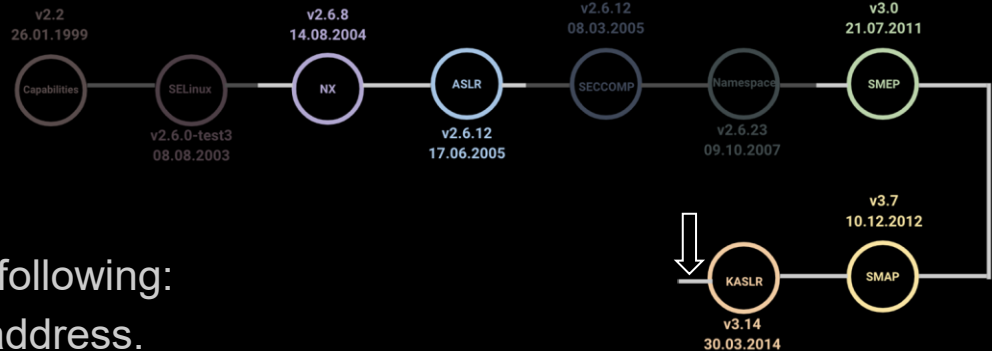 v2.2
26.01.1999
Capabilities
SELinux
v2.6.0-test3
08.08.2003
v2.6.8
14.08.2004
NX
ASLR
v2.6.12
17.06.2005
v2.6.12
08.03.2005
SECCOMP
Namespace
v2.6.23
09.10.2007
v3.0
21.07.2011
SMEP
v3.7
10.12.2012
SMAP
KASLR
v3.14
30.03.2014
following:
address.